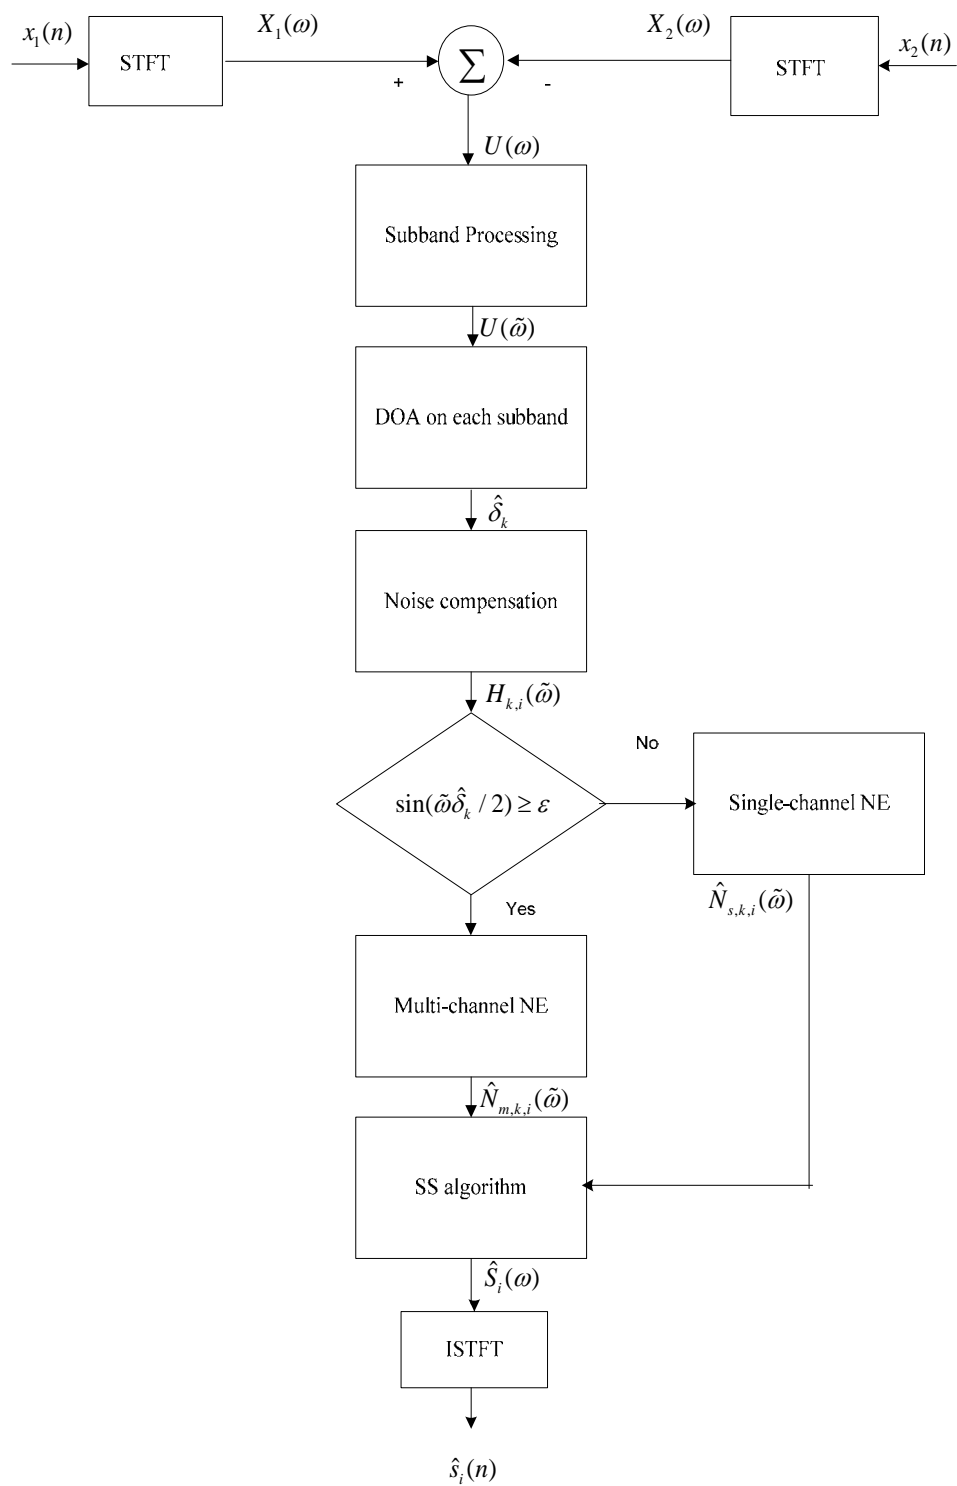 x₁(n)
STFT
X₁(ω)
∑
+
-
X₂(ω)
STFT
x₂(n)
U(ω)
Subband Processing
U(ω̃)
DOA on each subband
δ̂ₖ
Noise compensation
H_{k,i}(ω̃)
sin(ω̃δ̂ₖ / 2) ≥ ε
No
Single-channel NE
N̂_{s,k,i}(ω̃)
Yes
Multi-channel NE
N̂_{m,k,i}(ω̃)
SS algorithm
Ŝᵢ(ω)
ISTFT
ŝᵢ(n)